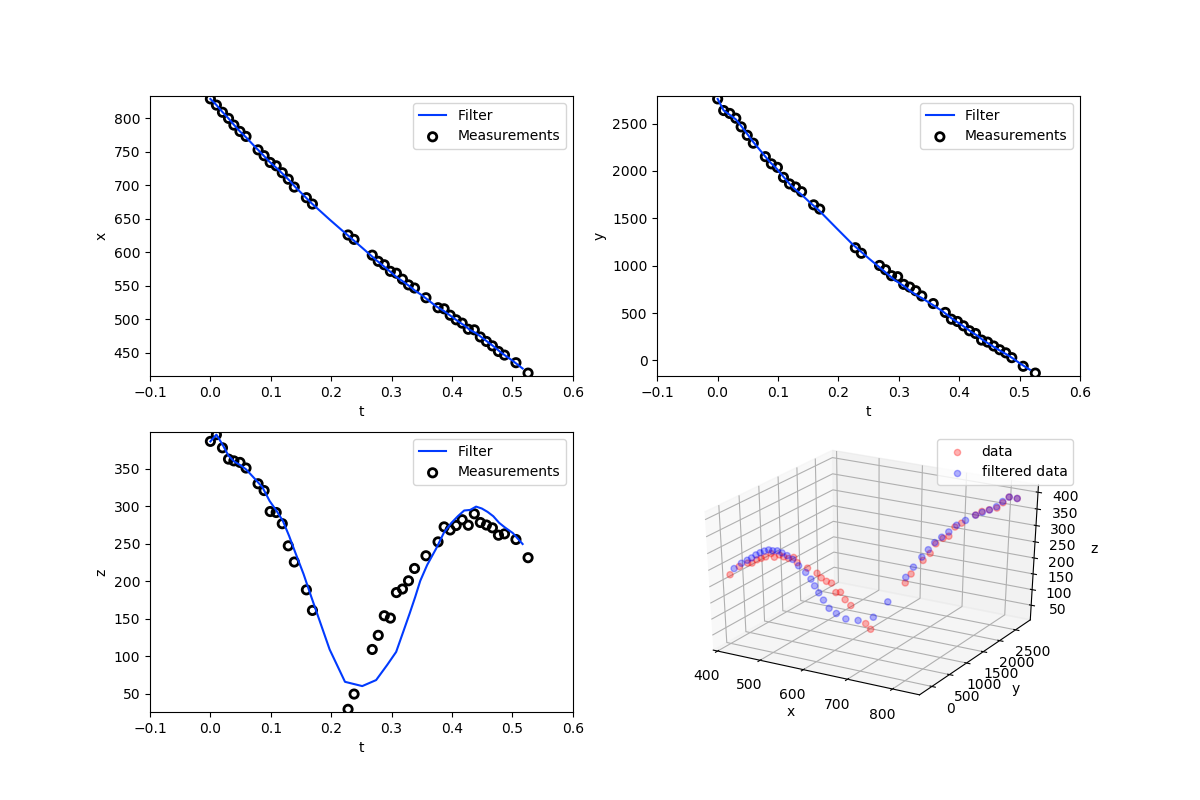 800
750
700
650
600
550
500
450
x
−0.1 0.0 0.1 0.2 0.3 0.4 0.5 0.6
t
Filter
Measurements
2500
2000
1500
1000
500
0
y
−0.1 0.0 0.1 0.2 0.3 0.4 0.5 0.6
t
Filter
Measurements
350
300
250
200
150
100
50
z
−0.1 0.0 0.1 0.2 0.3 0.4 0.5 0.6
t
Filter
Measurements
data
filtered data
400
350
300
250
200
150
100
50
z
400 500 600 700 800
x
0 500 1000 1500 2000 2500
y